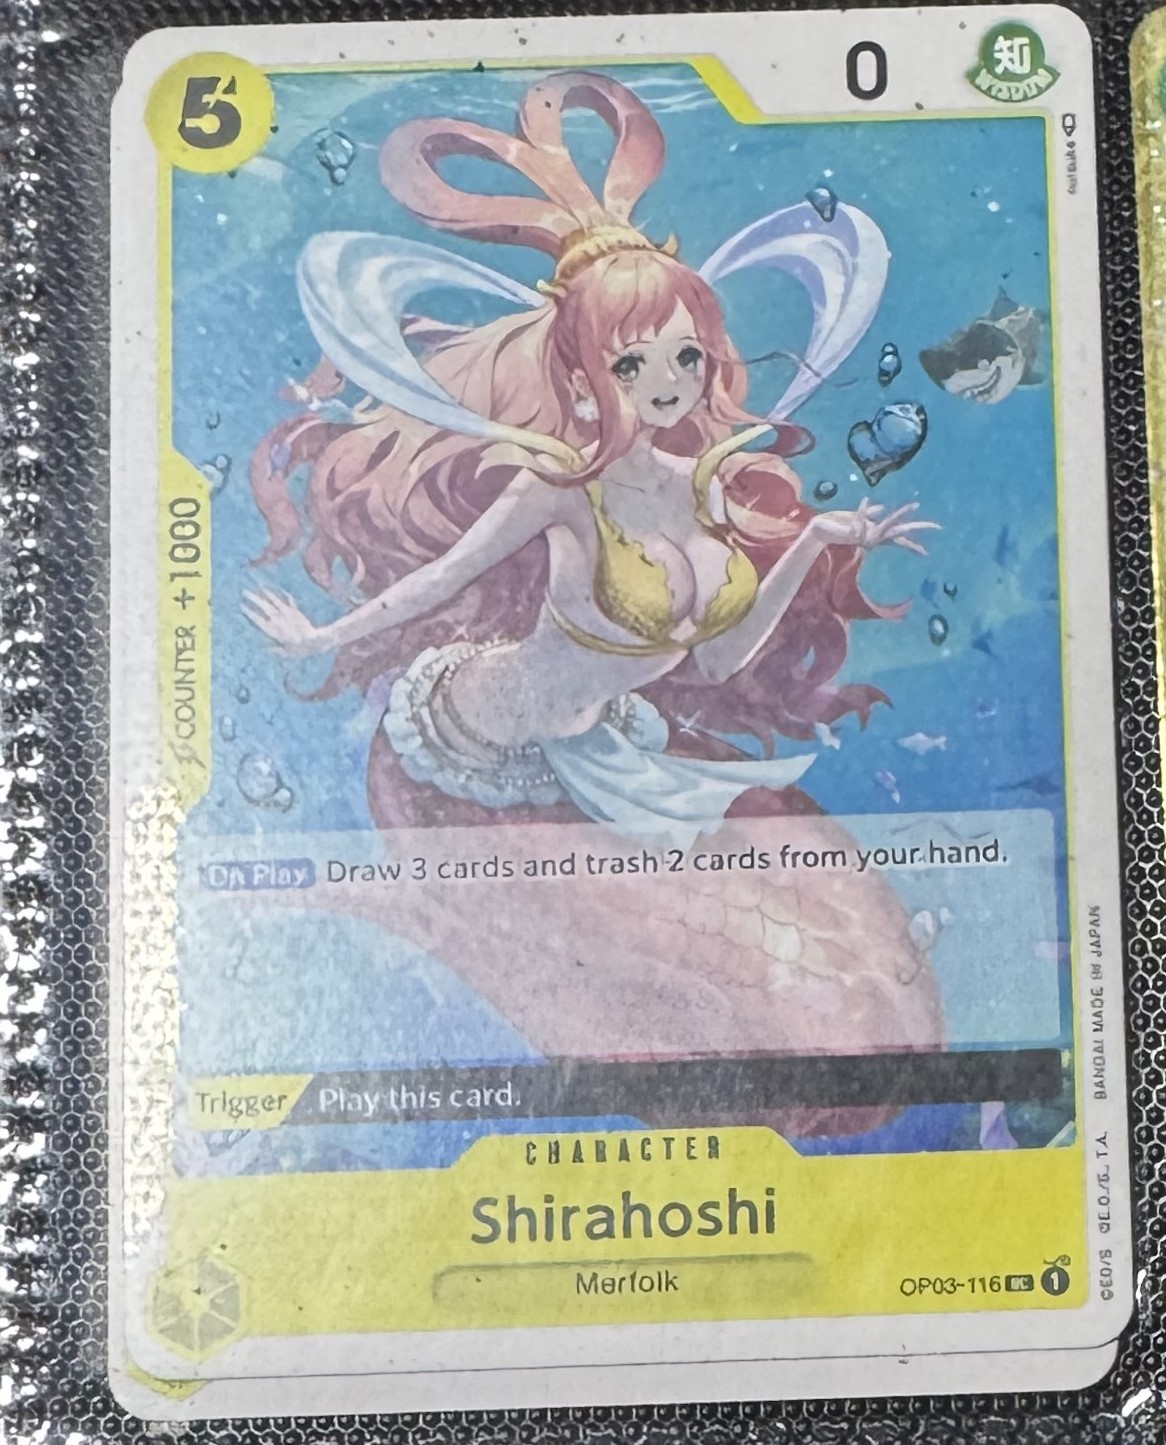 5
0
知
WISDOM
COUNTER +1000
On Play Draw 3 cards and trash 2 cards from your hand.
Trigger Play this card.
CHARACTER
Shirahoshi
Merfolk
OP03-116 UC 1
BANDAI MADE IN JAPAN